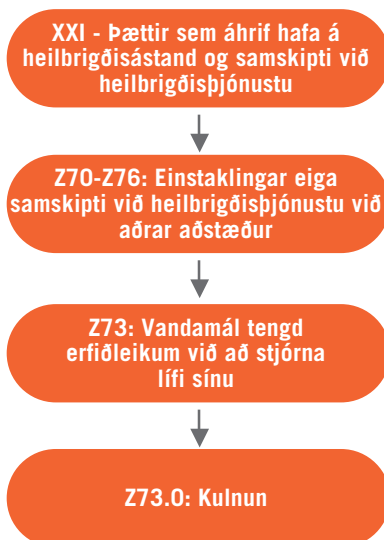 XXI - Þættir sem áhrif hafa á
heilbrigðisástand og samskipti við
heilbrigðisþjónustu
Z70-Z76: Einstaklingar eiga
samskipti við heilbrigðisþjónustu við
aðrar aðstæður
Z73: Vandamál tengd
erfiðleikum við að stjórna
lífi sínu
Z73.0: Kulnun